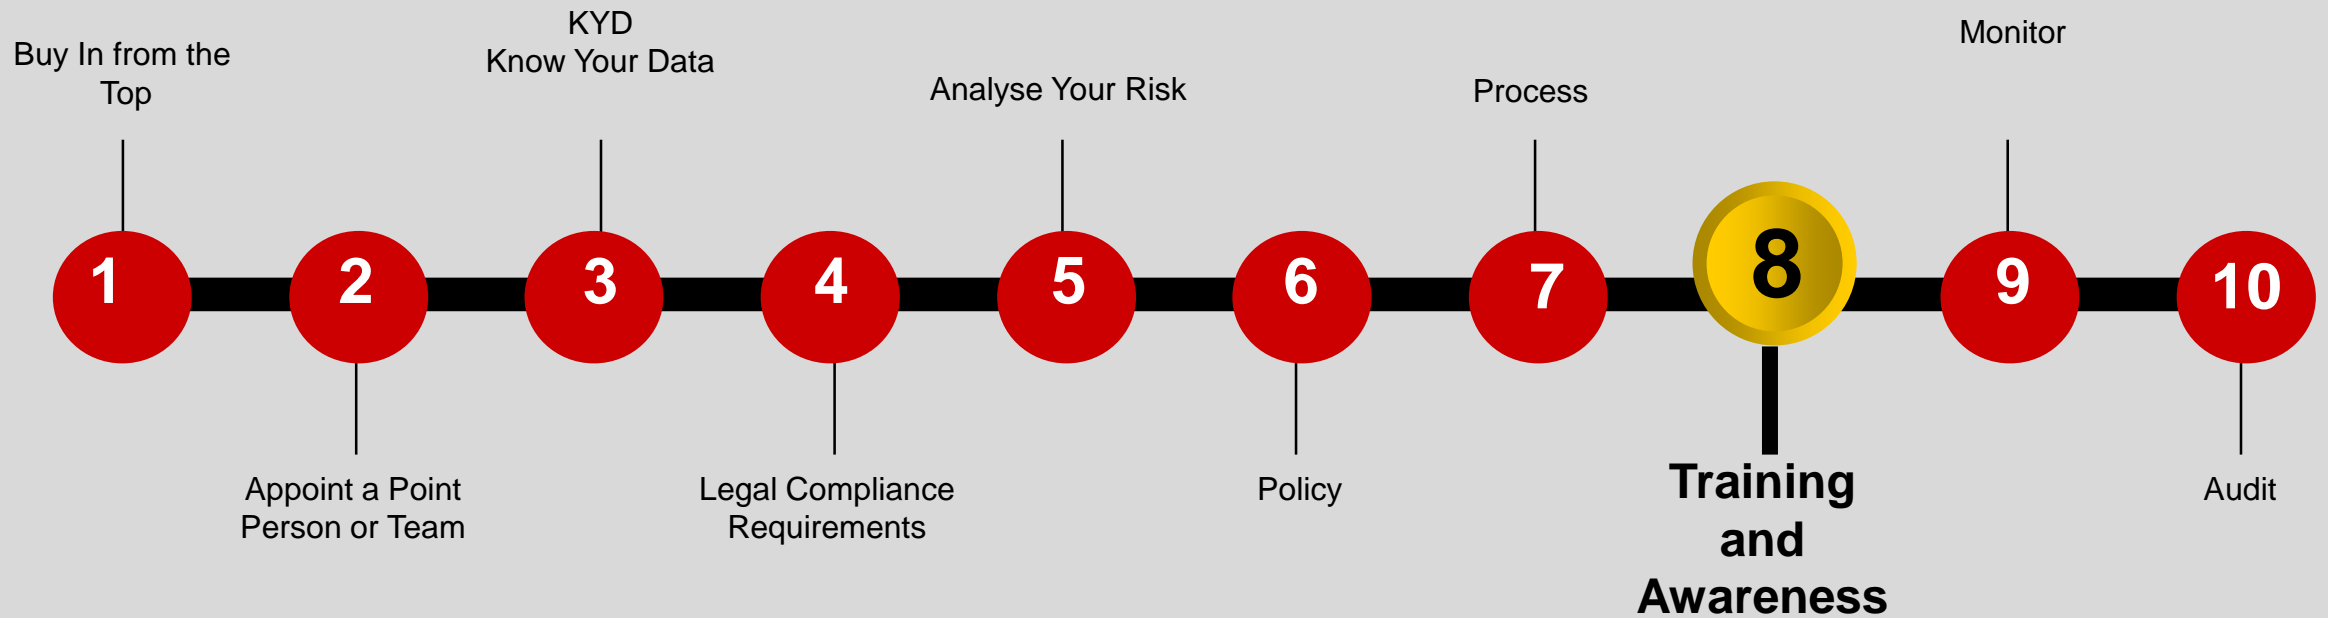 KYD
Know Your Data
Monitor
Buy In from the
Top
Analyse Your Risk
Process
1
2
3
4
5
6
7
8
9
10
Appoint a Point
Person or Team
Legal Compliance
Requirements
Policy
Training
and
Awareness
Audit